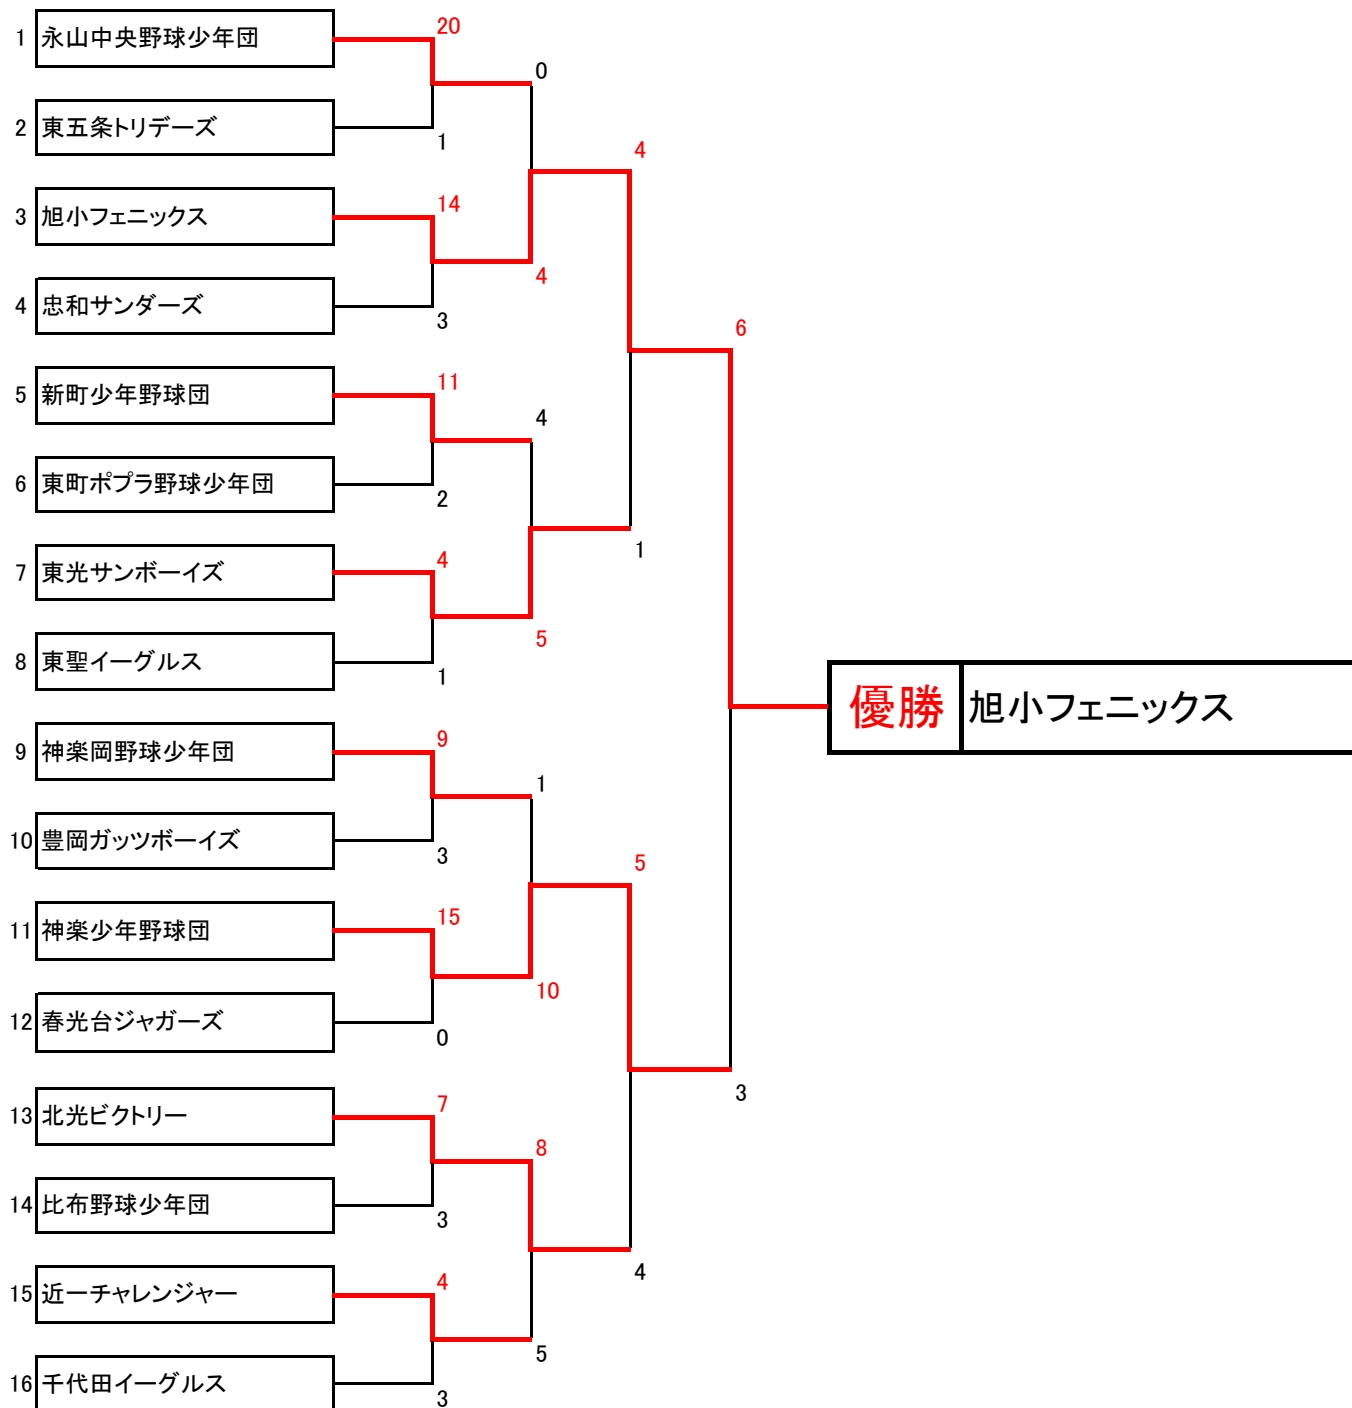 1 永山中央野球少年団
20
0
2 東五条トリデーズ
1
4
3 旭小フェニックス
14
4
4 忠和サンダーズ
3
6
5 新町少年野球団
11
4
6 東町ポプラ野球少年団
2
1
7 東光サンボーイズ
4
5
8 東聖イーグルス
1
優勝 旭小フェニックス
9 神楽岡野球少年団
9
1
10 豊岡ガッツボーイズ
3
5
11 神楽少年野球団
15
10
12 春光台ジャガーズ
0
3
13 北光ビクトリー
7
8
14 比布野球少年団
3
4
15 近一チャレンジャー
4
5
16 千代田イーグルス
3